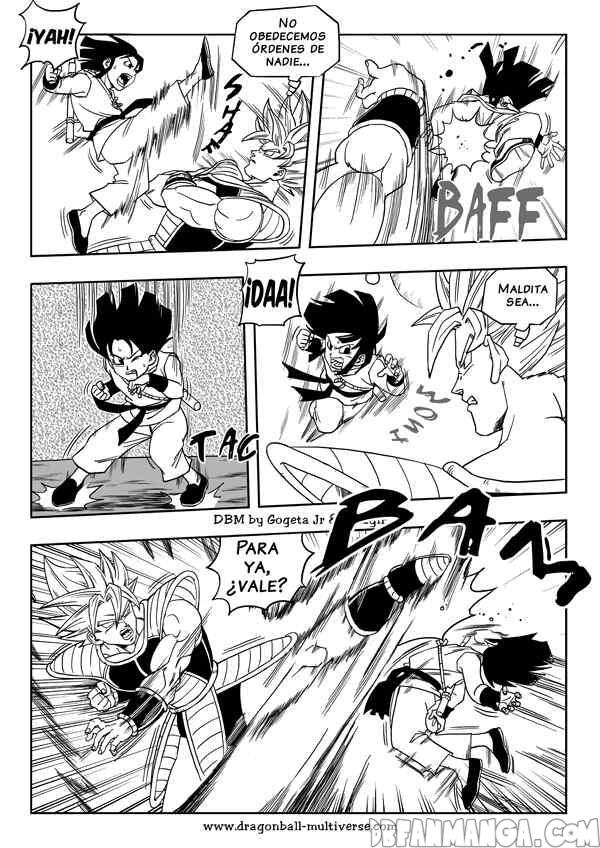 ¡YAH!
NO
OBEDECEMOS
ÓRDENES DE
NADIE...
SHAK
BAFF
¡DAA!
MALDITA
SEA...
TAC
DBM by Gogeta Jr &
BAM
PARA
YA,
¿VALE?
www.dragonball-multiverse.com
DBFANMANGA.COM